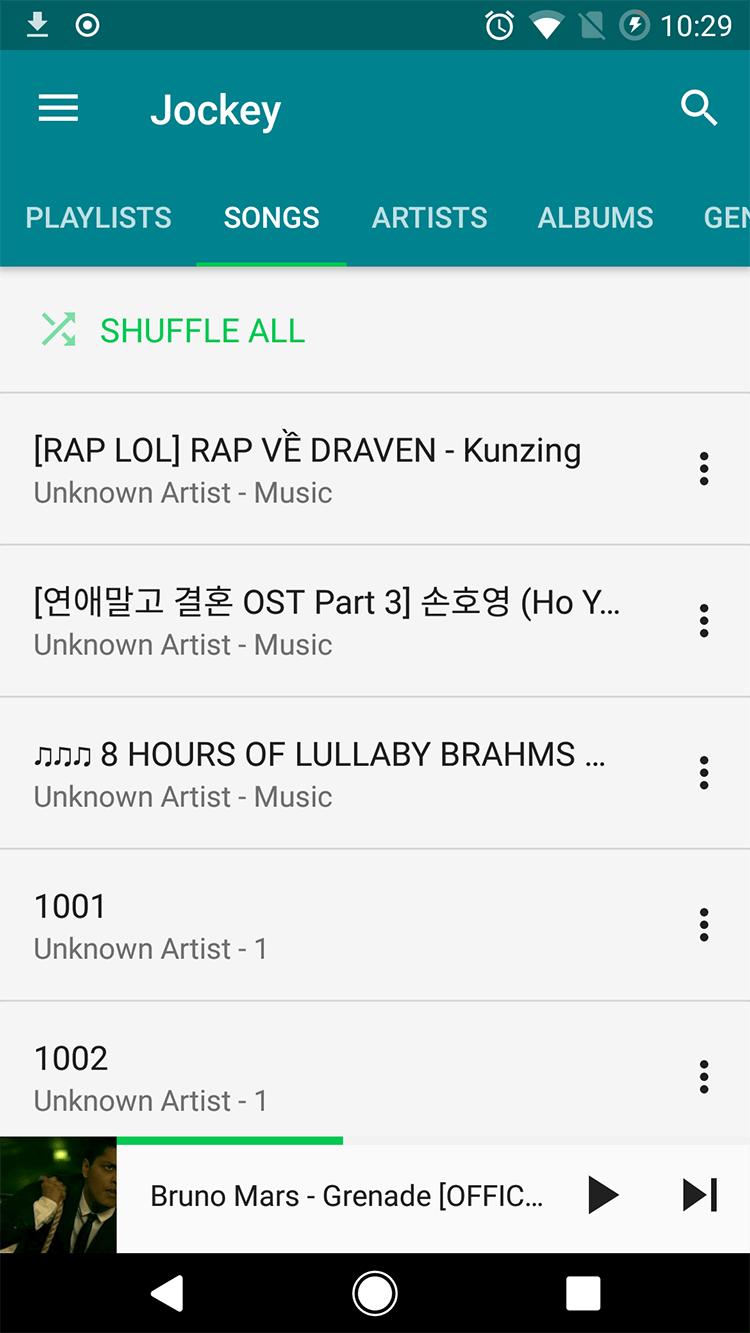 10:29
Jockey
PLAYLISTS SONGS ARTISTS ALBUMS GEN
SHUFFLE ALL
[RAP LOL] RAP VỀ DRAVEN - Kunzing
Unknown Artist - Music
[연애말고 결혼 OST Part 3] 손호영 (Ho Y...
Unknown Artist - Music
♫♫♫ 8 HOURS OF LULLABY BRAHMS ...
Unknown Artist - Music
1001
Unknown Artist - 1
1002
Unknown Artist - 1
Bruno Mars - Grenade [OFFIC...